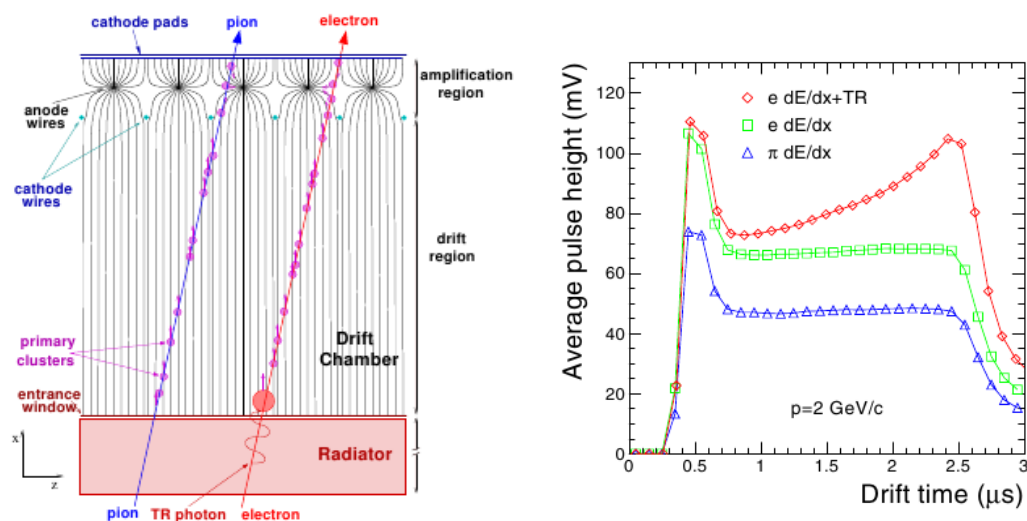 cathode pads
pion
electron
amplification
region
anode
wires
cathode
wires
drift
region
primary
clusters
Drift
Chamber
entrance
window
x
z
Radiator
pion
TR photon
electron
Average pulse height (mV)
120
100
80
60
40
20
0
e dE/dx+TR
e dE/dx
π dE/dx
p=2 GeV/c
0 0.5 1 1.5 2 2.5 3
Drift time (μs)